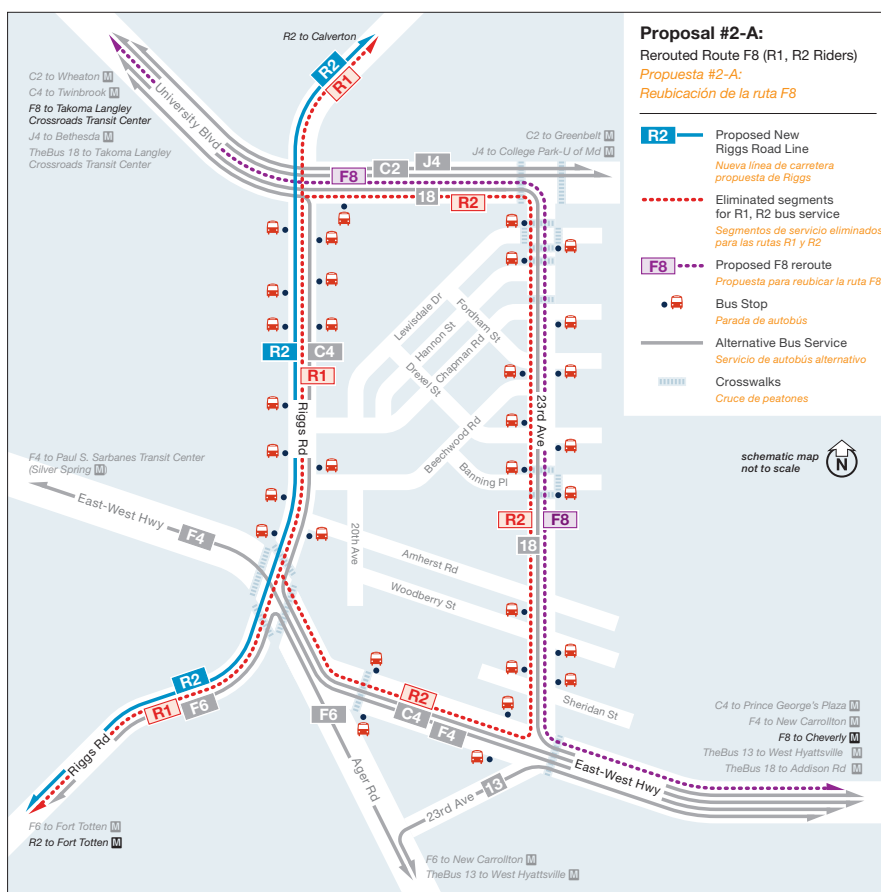 R2 to Calverton
R2
R1
C2 to Wheaton M
C4 to Twinbrook M
F8 to Takoma Langley
Crossroads Transit Center
J4 to Bethesda M
TheBus 18 to Takoma Langley
Crossroads Transit Center
University Blvd
C2 to Greenbelt M
J4 to College Park-U of Md M
F8
C2
J4
18
R2
Lewisdale Dr
Fordham St
Hannon St
Chapman Rd
Drexel St
R2
C4
R1
Riggs Rd
23rd Ave
Beechwood Rd
Banning Pl
F4 to Paul S. Sarbanes Transit Center
(Silver Spring M)
East-West Hwy
F4
R2
F8
18
20th Ave
Amherst Rd
Woodberry St
Sheridan St
R2
R1
F6
Riggs Rd
R2
F6
C4
F4
Ager Rd
23rd Ave
13
East-West Hwy
C4 to Prince George's Plaza M
F4 to New Carrollton M
F8 to Cheverly M
TheBus 13 to West Hyattsville M
TheBus 18 to Addison Rd M
F6 to Fort Totten M
R2 to Fort Totten M
F6 to New Carrollton M
TheBus 13 to West Hyattsville M
Proposal #2-A:
Rerouted Route F8 (R1, R2 Riders)
Propuesta #2-A:
Reubicación de la ruta F8
R2
Proposed New
Riggs Road Line
Nueva línea de carretera
propuesta de Riggs
Eliminated segments
for R1, R2 bus service
Segmentos de servicio eliminados
para las rutas R1 y R2
F8
Proposed F8 reroute
Propuesta para reubicar la ruta F8
Bus Stop
Parada de autobús
Alternative Bus Service
Servicio de autobús alternativo
Crosswalks
Cruce de peatones
schematic map
not to scale
N